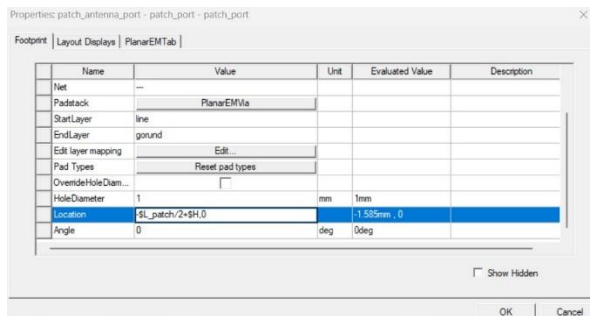 Properties: patch_antenna_port - patch_port - patch_port
Footprint Layout Displays PlanarEMTab
Name Value Unit Evaluated Value Description
Net ---
Padstack PlanarEMVia
StartLayer line
EndLayer gorund
Edit layer mapping Edit...
Pad Types Reset pad types
OverrideHoleDiam...
HoleDiameter 1 mm 1mm
Location -$L_patch/2+$H,0 -1.585mm , 0
Angle 0 deg 0deg
Show Hidden
OK Cancel